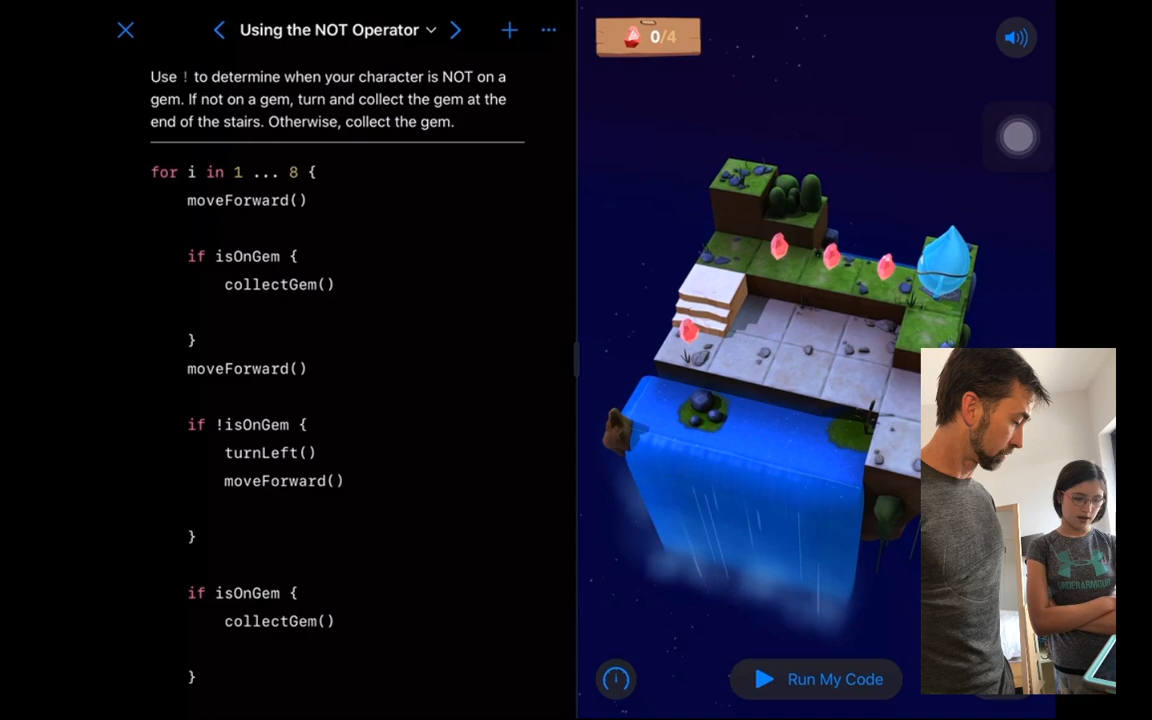 Using the NOT Operator
Use ! to determine when your character is NOT on a
gem. If not on a gem, turn and collect the gem at the
end of the stairs. Otherwise, collect the gem.
for i in 1 ... 8 {
moveForward()
if isOnGem {
collectGem()
}
moveForward()
if !isOnGem {
turnLeft()
moveForward()
}
if isOnGem {
collectGem()
}
0/4
Run My Code
UNDER ARMOUR